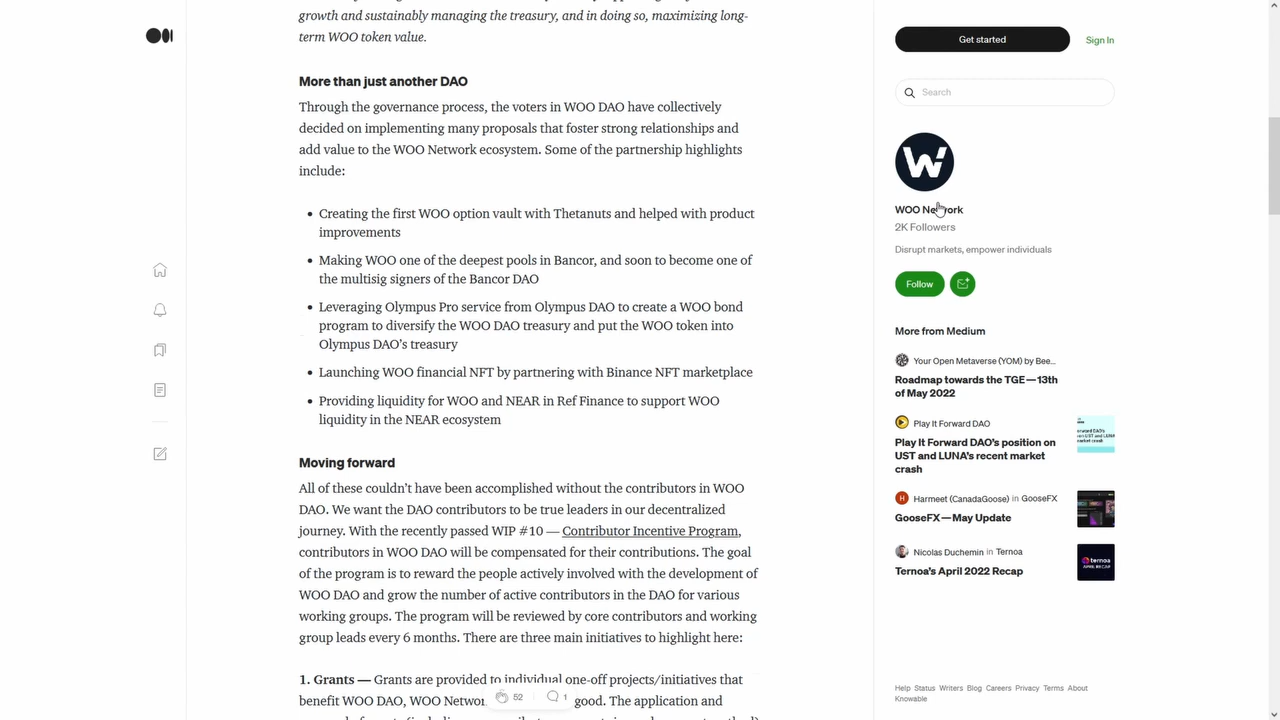 growth and sustainably managing the treasury, and in doing so, maximizing long-
term WOO token value.
More than just another DAO
Through the governance process, the voters in WOO DAO have collectively
decided on implementing many proposals that foster strong relationships and
add value to the WOO Network ecosystem. Some of the partnership highlights
include:
• Creating the first WOO option vault with Thetanuts and helped with product
improvements
• Making WOO one of the deepest pools in Bancor, and soon to become one of
the multisig signers of the Bancor DAO
• Leveraging Olympus Pro service from Olympus DAO to create a WOO bond
program to diversify the WOO DAO treasury and put the WOO token into
Olympus DAO's treasury
• Launching WOO financial NFT by partnering with Binance NFT marketplace
• Providing liquidity for WOO and NEAR in Ref Finance to support WOO
liquidity in the NEAR ecosystem
Moving forward
All of these couldn't have been accomplished without the contributors in WOO
DAO. We want the DAO contributors to be true leaders in our decentralized
journey. With the recently passed WIP #10 — Contributor Incentive Program,
contributors in WOO DAO will be compensated for their contributions. The goal
of the program is to reward the people actively involved with the development of
WOO DAO and grow the number of active contributors in the DAO for various
working groups. The program will be reviewed by core contributors and working
group leads every 6 months. There are three main initiatives to highlight here:
1. Grants — Grants are provided to individual one-off projects/initiatives that
benefit WOO DAO, WOO Networ good. The application and
52
1
Get started
Sign In
Search
W
WOO Network
2K Followers
Disrupt markets, empower individuals
Follow
More from Medium
Your Open Metaverse (YOM) by Bee...
Roadmap towards the TGE — 13th
of May 2022
Play It Forward DAO
Play It Forward DAO's position on
UST and LUNA's recent market
crash
H
Harmeet (CanadaGoose) in GooseFX
GooseFX — May Update
Nicolas Duchemin in Ternoa
Ternoa's April 2022 Recap
ternoa
APRIL RECAP
Help Status Writers Blog Careers Privacy Terms About
Knowable